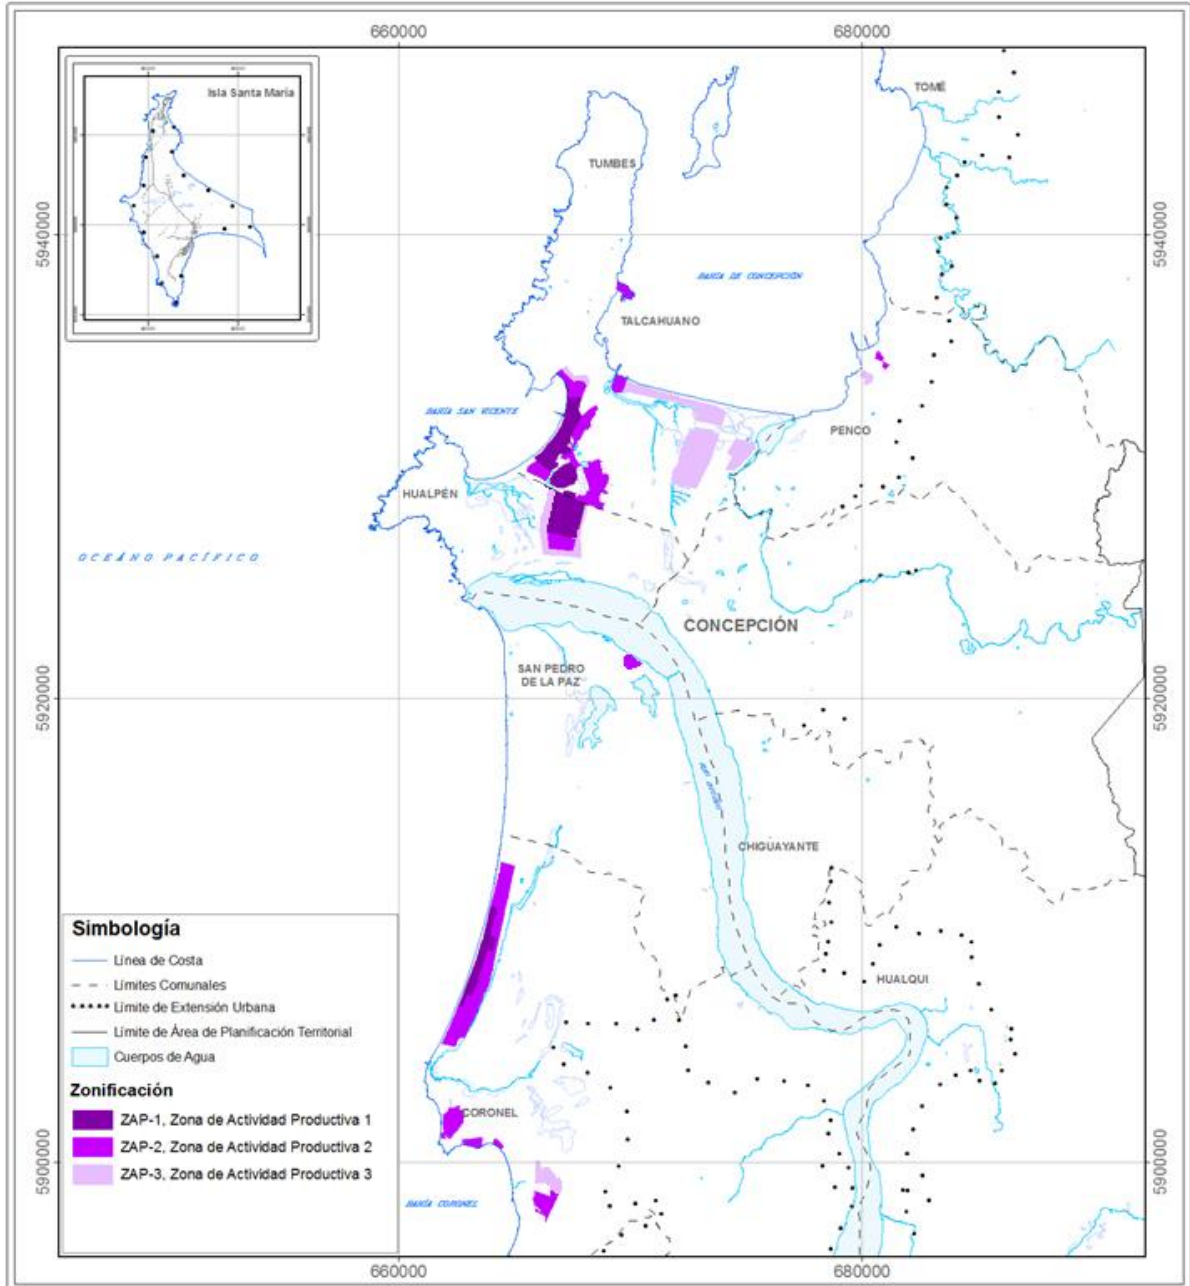 660000
680000
Isla Santa María
TOMÉ
TUMBES
5940000
5940000
BAHÍA DE CONCEPCIÓN
TALCAHUANO
BAHÍA SAN VICENTE
PENCO
HUALPÉN
OCEÁNO PACÍFICO
CONCEPCIÓN
SAN PEDRO
DE LA PAZ
5920000
5920000
CHIGUAYANTE
HUALQUI
Simbología
Línea de Costa
Límites Comunales
Límite de Extensión Urbana
Límite de Área de Planificación Territorial
Cuerpos de Agua
Zonificación
ZAP-1, Zona de Actividad Productiva 1
ZAP-2, Zona de Actividad Productiva 2
ZAP-3, Zona de Actividad Productiva 3
CORONEL
5900000
5900000
BAHÍA CORONEL
660000
680000